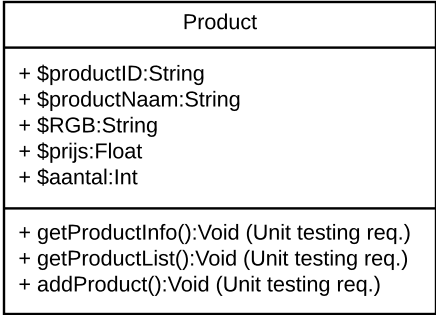 Product
+ $productID:String
+ $productNaam:String
+ $RGB:String
+ $prijs:Float
+ $aantal:Int
+ getProductInfo():Void (Unit testing req.)
+ getProductList():Void (Unit testing req.)
+ addProduct():Void (Unit testing req.)